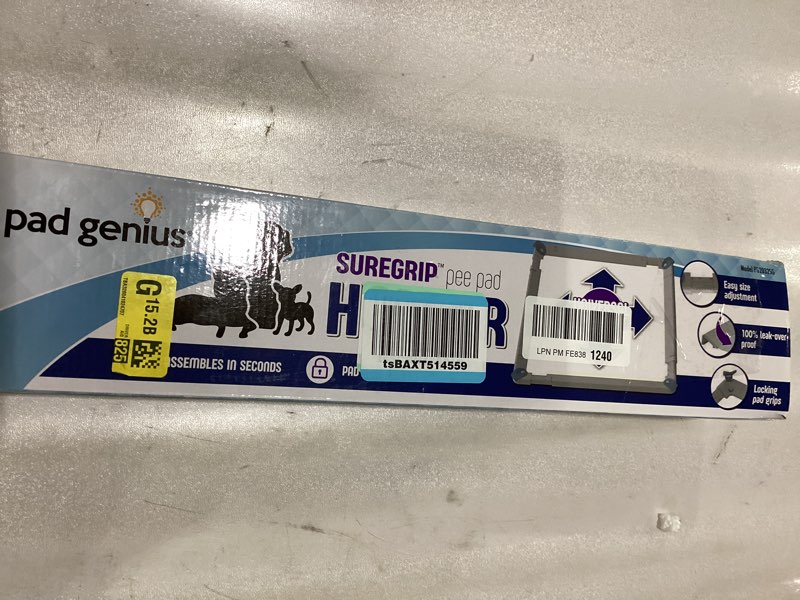 pad genius
SUREGRIP™ pee pad
H
R
G
15.28
825
ASSEMBLES IN SECONDS
PAD
tsBAXT514559
LPN PM FE838 1240
Easy size
adjustment
100% leak-over
proof
Locking
pad grips